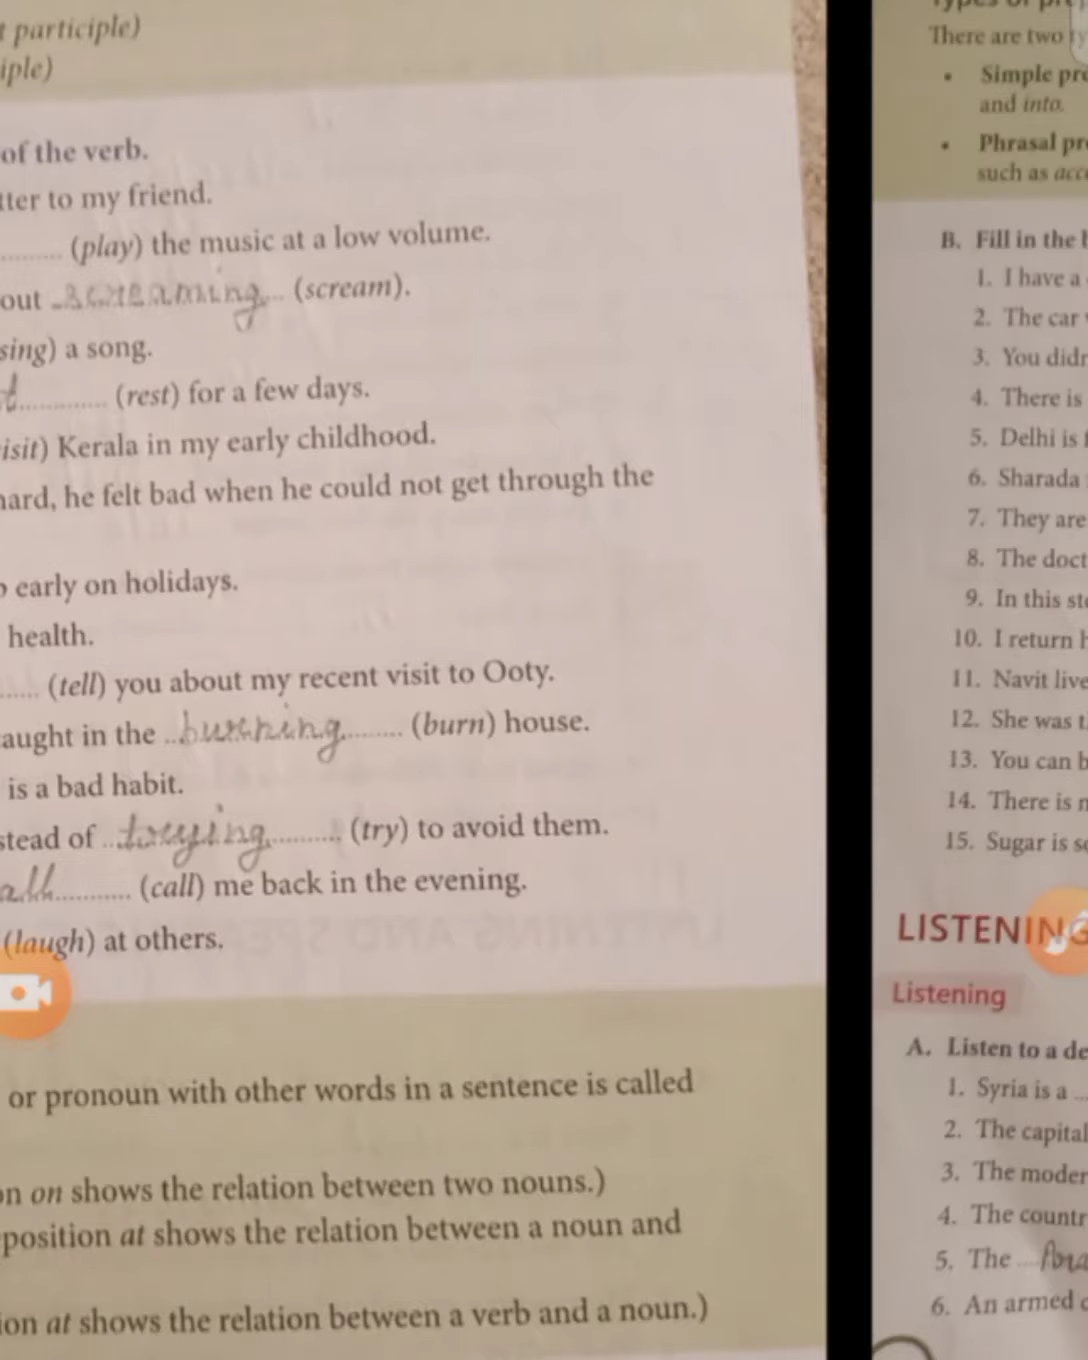 t participle)
iple)
of the verb.
tter to my friend.
......... (play) the music at a low volume.
out screaming (scream).
sing) a song.
d............ (rest) for a few days.
isit) Kerala in my early childhood.
hard, he felt bad when he could not get through the
early on holidays.
health.
...... (tell) you about my recent visit to Ooty.
aught in the burning......... (burn) house.
is a bad habit.
stead of trying.......... (try) to avoid them.
all............ (call) me back in the evening.
(laugh) at others.
or pronoun with other words in a sentence is called
on on shows the relation between two nouns.)
position at shows the relation between a noun and
ion at shows the relation between a verb and a noun.)
There are two ty
• Simple pre
and into.
• Phrasal pr
such as acc
B. Fill in the b
1. I have a
2. The car
3. You didn
4. There is
5. Delhi is f
6. Sharada
7. They are
8. The doct
9. In this sto
10. I return h
11. Navit live
12. She was t
13. You can b
14. There is n
15. Sugar is so
LISTENING
Listening
A. Listen to a de
1. Syria is a ...
2. The capital
3. The moder
4. The countr
5. The
6. An armed c